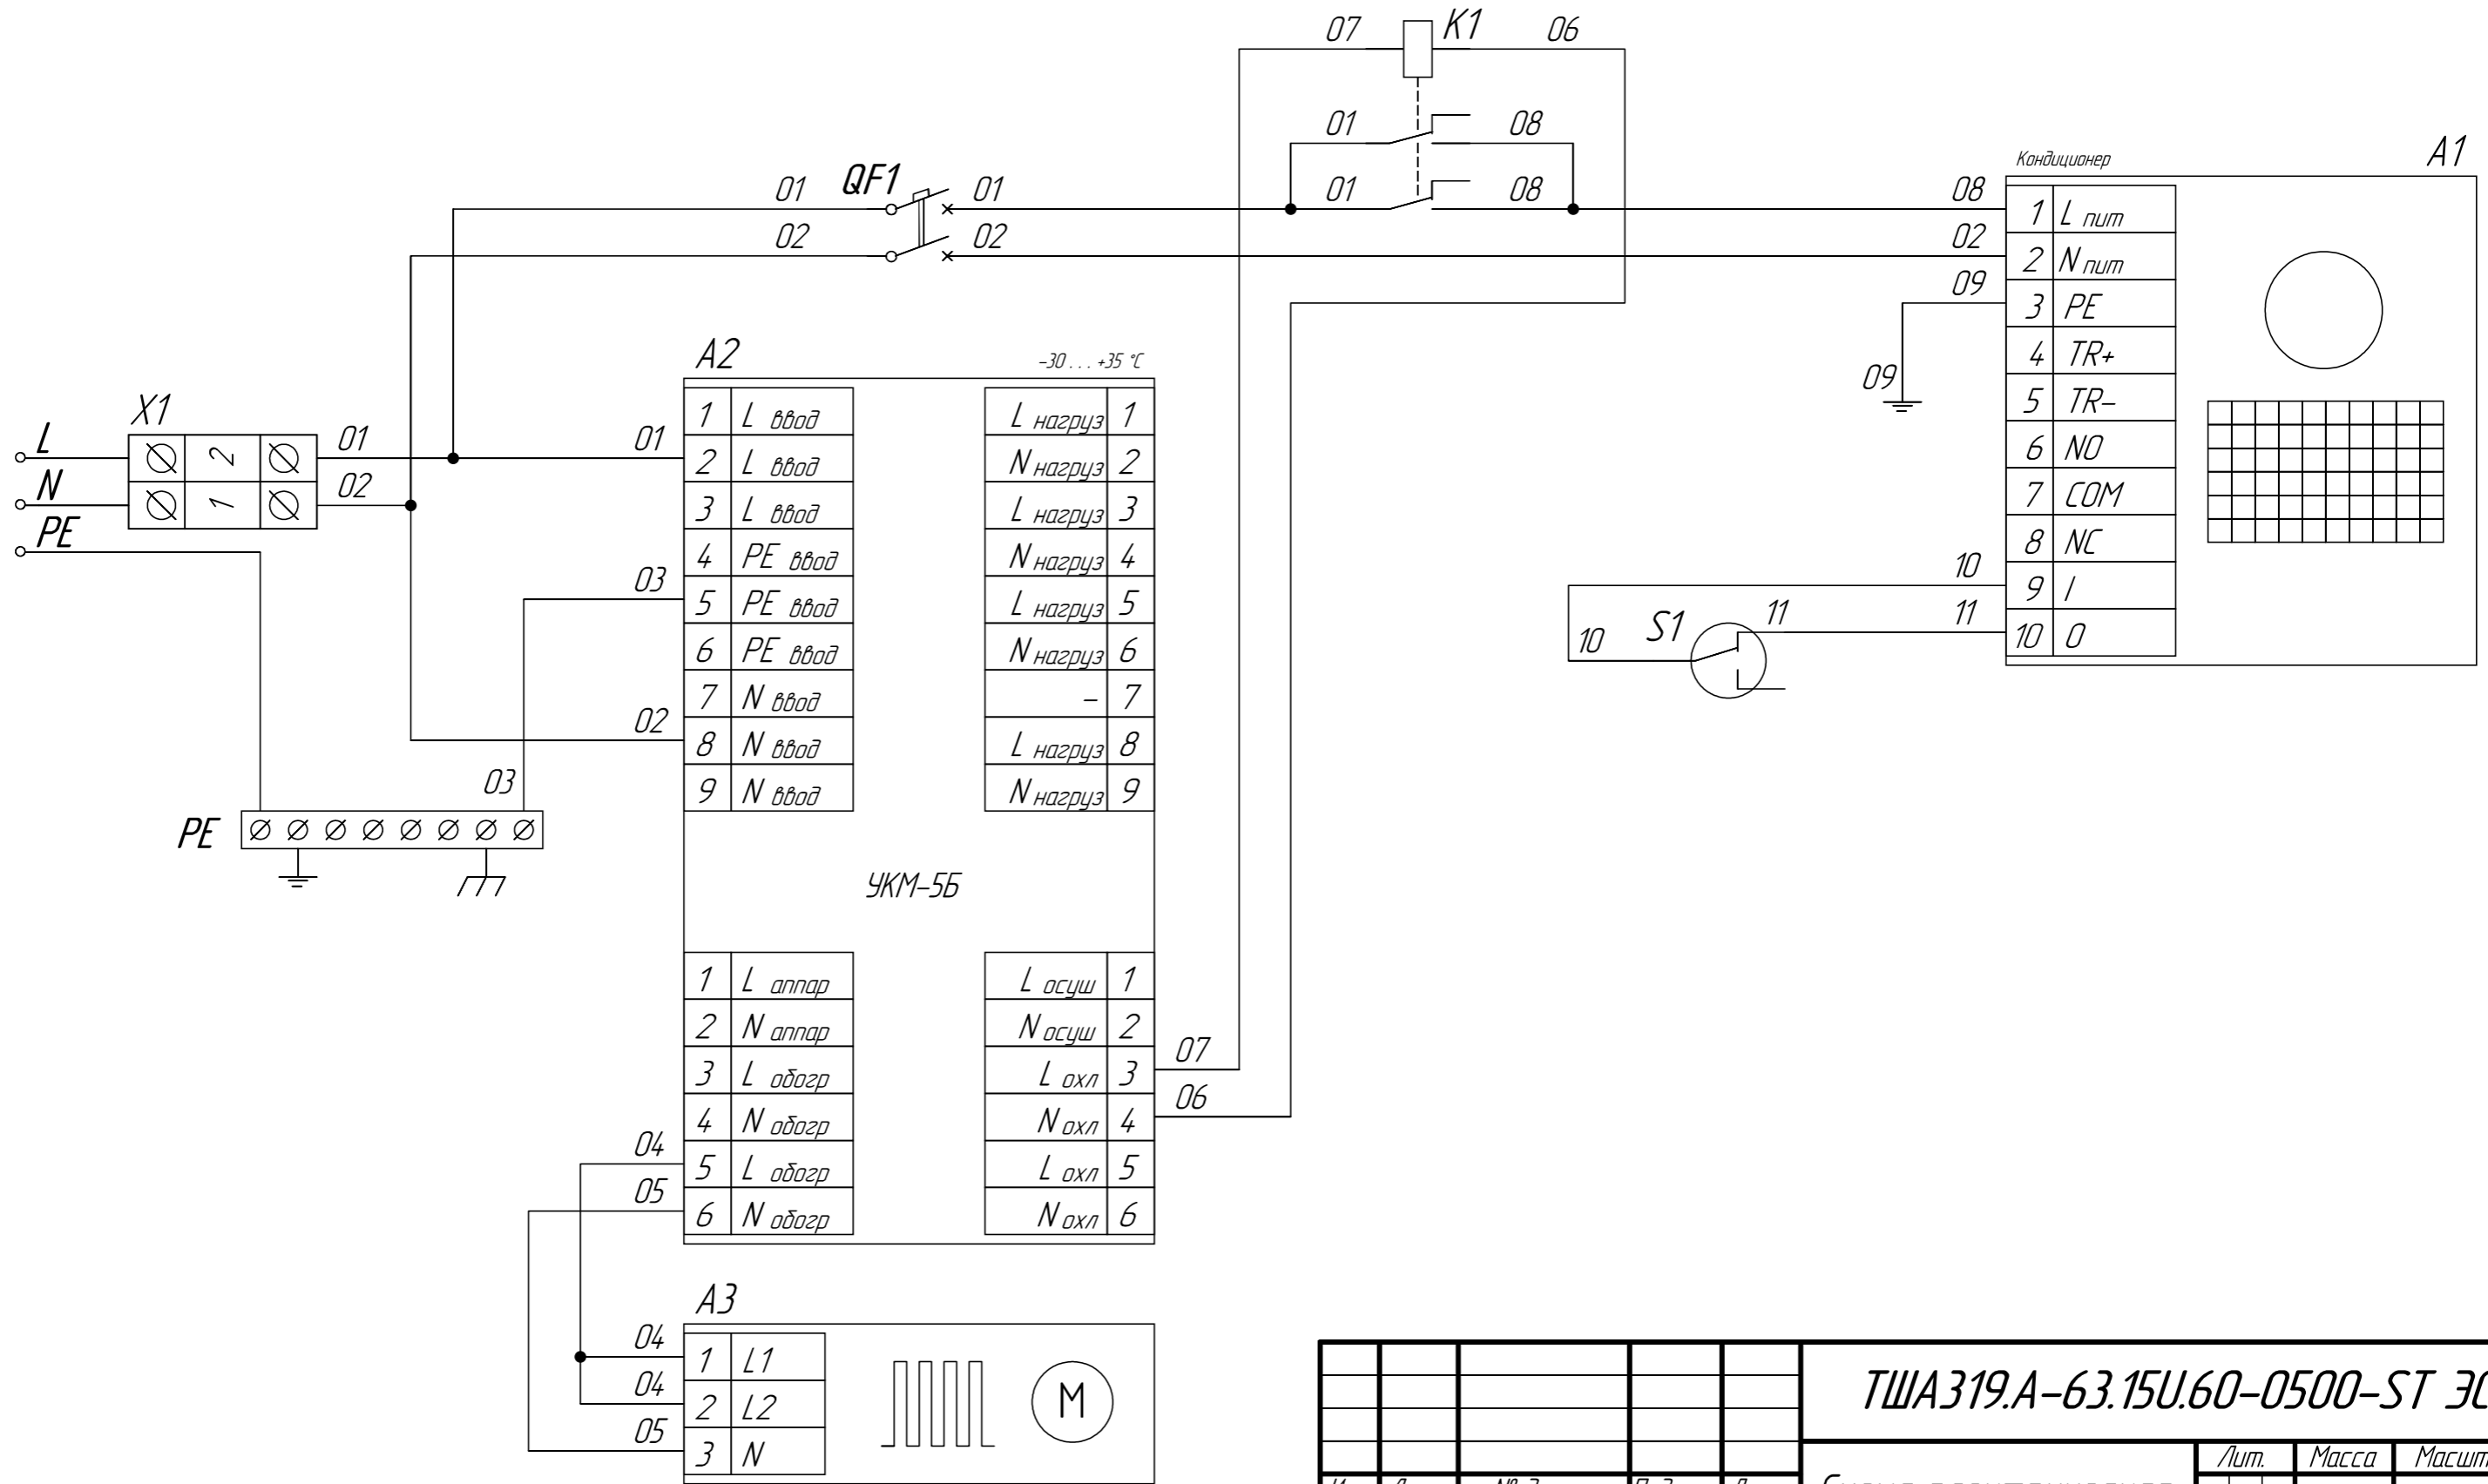 07 K1 06
01 08
Кондиционер A1
01 QF1 01 01 08 08
1 L пит
02 02 02
2 N пит
09
3 PE
A2 -30 . . . +35 °C
4 TR+
09
5 TR-
6 NO
7 COM
8 NC
10
9 I
11 11
10 S1
10 O
X1
L 2 01 01
N 1 02
PE
1 L ввод L нагруз 1
2 L ввод N нагруз 2
3 L ввод L нагруз 3
4 PE ввод N нагруз 4
03
5 PE ввод L нагруз 5
6 PE ввод N нагруз 6
7 N ввод - 7
02
8 N ввод L нагруз 8
03
9 N ввод N нагруз 9
PE
УКМ-5Б
1 L аппар L осуш 1
2 N аппар N осуш 2
07
3 L обогр L охл 3
06
4 N обогр N охл 4
04
5 L обогр L охл 5
05
6 N обогр N охл 6
A3
04
1 L1
04
2 L2
05
3 N
M
ТША319.А-63.15U.60-0500-ST
Лит. Масса